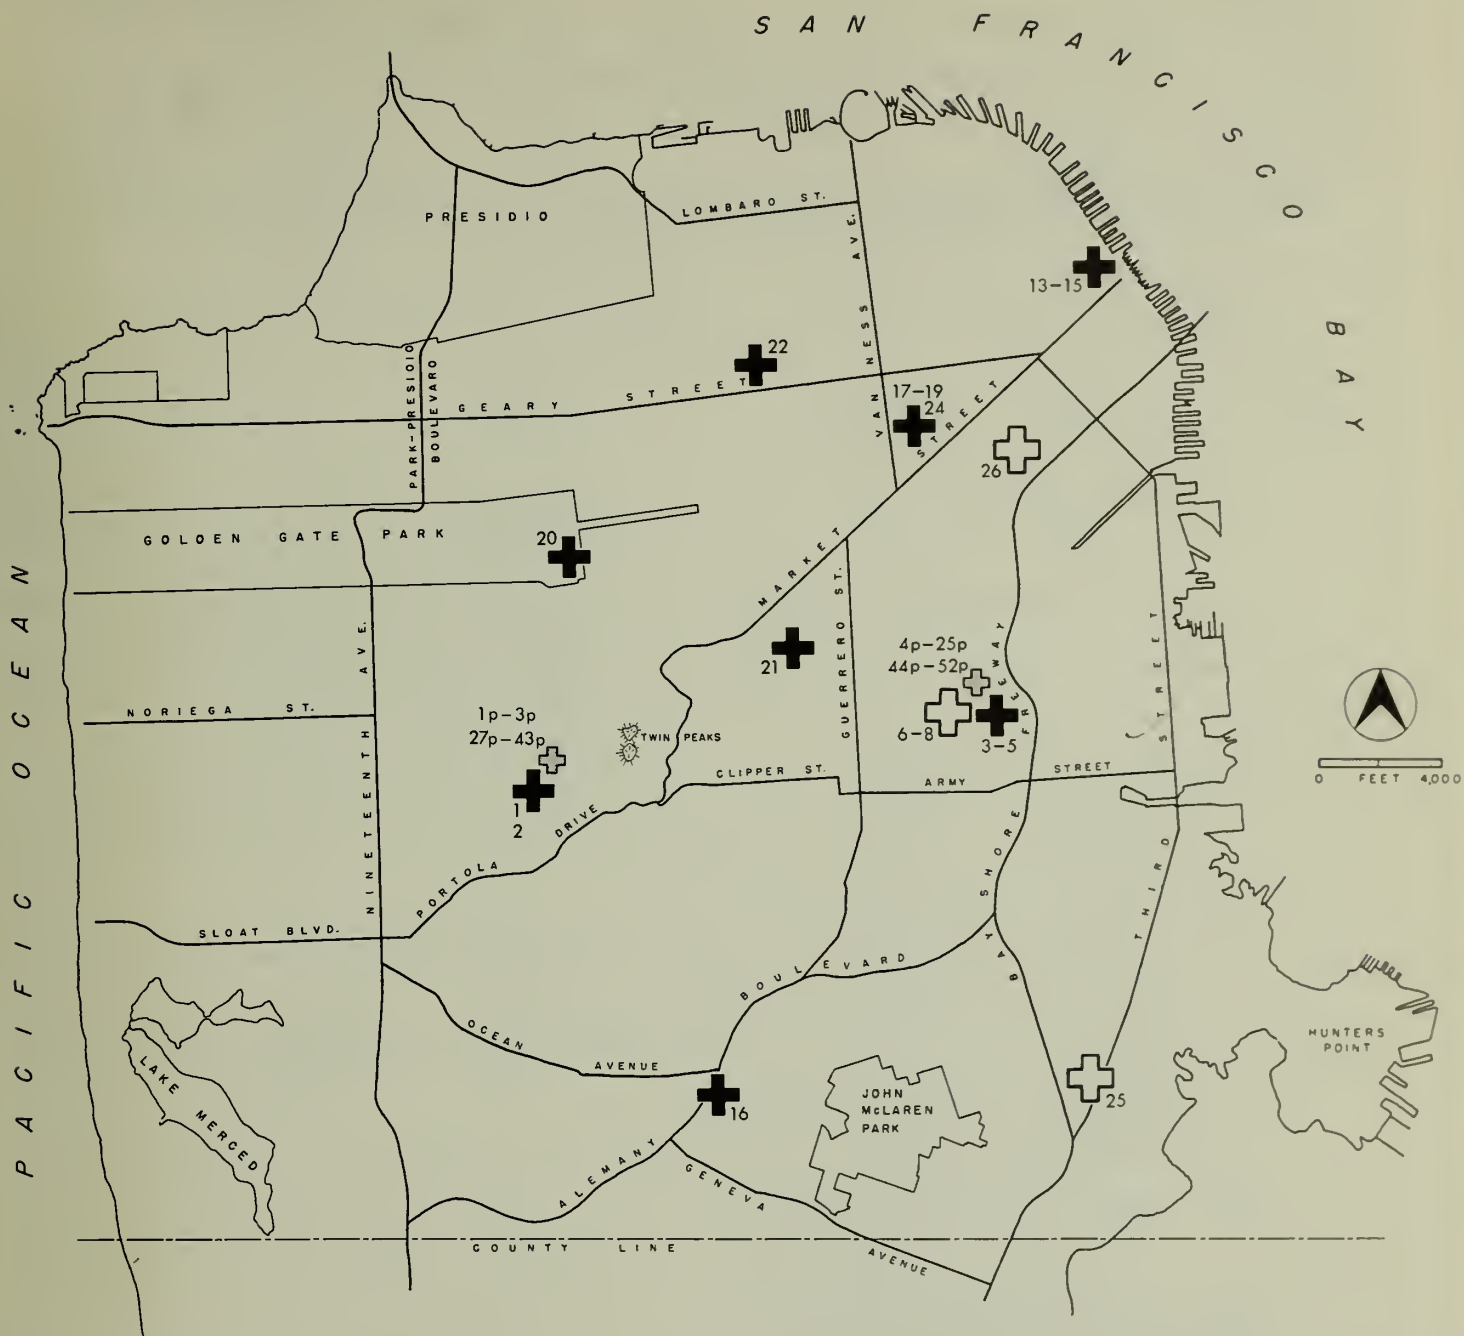 SAN FRANCISCO BAY
PACIFIC OCEAN
PRESIDIO
LOMBARO ST.
VAN NESS AVE.
13-15
PARK-PRESIDIO
BOULEVARO
22
GEARY STREET
17-19
24
26
GOLOEN GATE PARK
20
MARKET STREET
GUERRERO ST.
21
4p-25p
44p-52p
6-8
3-5
FREEWAY
THIRD STREET
NORIEGA ST.
NINETEENTH AVE.
1p-3p
27p-43p
1
2
TWIN PEAKS
CLIPPER ST.
ARMY STREET
0 FEET 4,000
PORTOLA DRIVE
SLOAT BLVD.
BAY SHORE
OCEAN AVENUE
ALEMANY BOULEVARD
LAKE MERCED
16
JOHN
McLAREN
PARK
25
HUNTERS
POINT
GENEVA AVENUE
COUNTY LINE